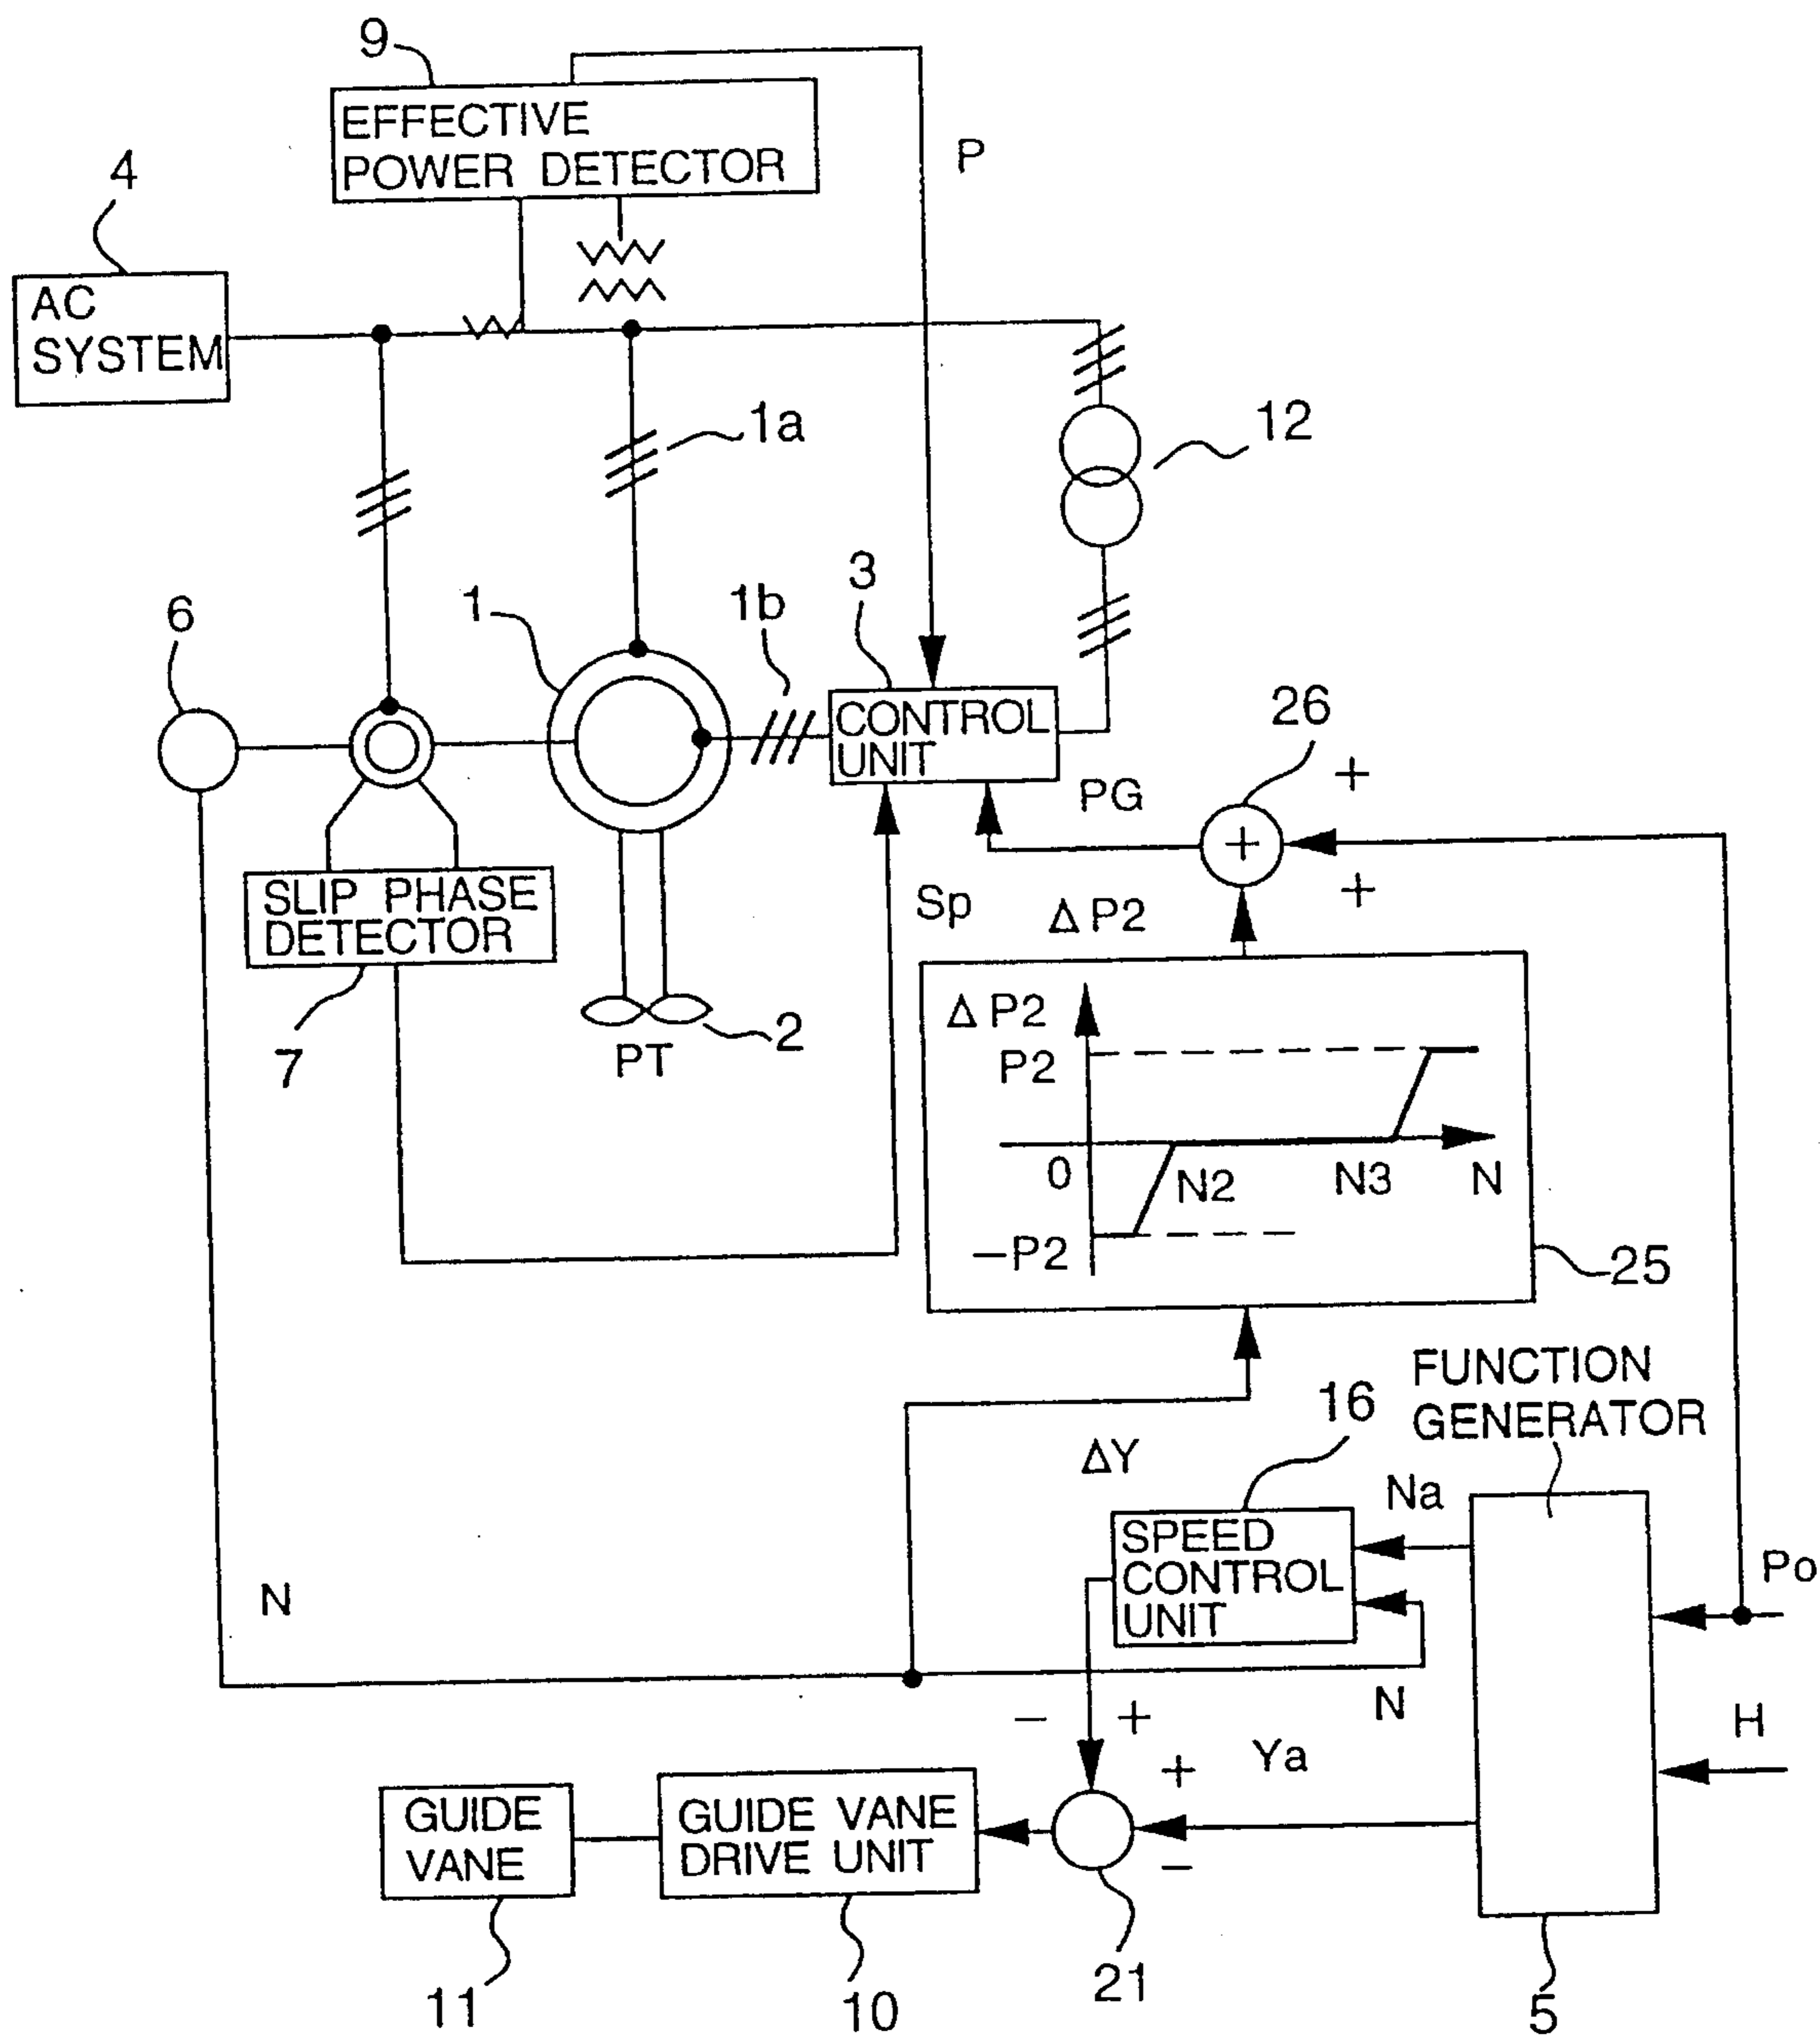 9
EFFECTIVE
POWER DETECTOR
P
4
AC
SYSTEM
1a
12
3
1
1b
6
CONTROL
UNIT
26
+
PG
+
+
SLIP PHASE
DETECTOR
Sp
Δ P2
7
2
PT
Δ P2
P2
0
N2
N3
N
−P2
25
FUNCTION
GENERATOR
16
ΔY
Na
SPEED
CONTROL
UNIT
Po
N
N
− +
H
+ Ya
−
GUIDE
VANE
GUIDE VANE
DRIVE UNIT
11
10
21
5